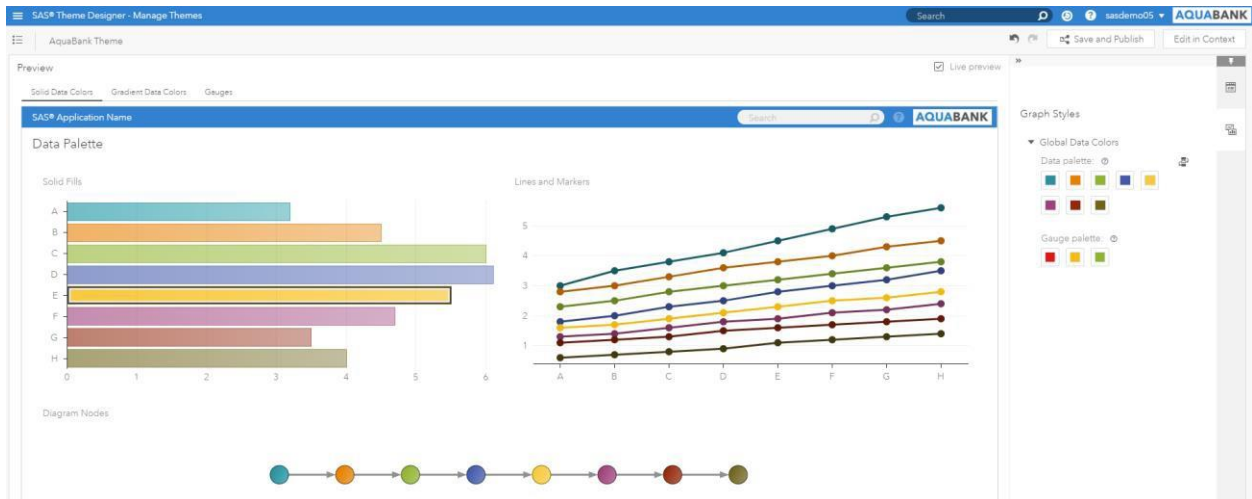 SAS® Theme Designer - Manage Themes
Search
sasdemo05
AQUABANK
AquaBank Theme
Save and Publish
Edit in Context
Preview
Live preview
Solid Data Colors
Gradient Data Colors
Gauges
SAS® Application Name
Search
AQUABANK
Data Palette
Solid Fills
A
B
C
D
E
F
G
H
0 1 2 3 4 5 6
Lines and Markers
5
4
3
2
1
A B C D E F G H
Diagram Nodes
Graph Styles
Global Data Colors
Data palette:
Gauge palette: